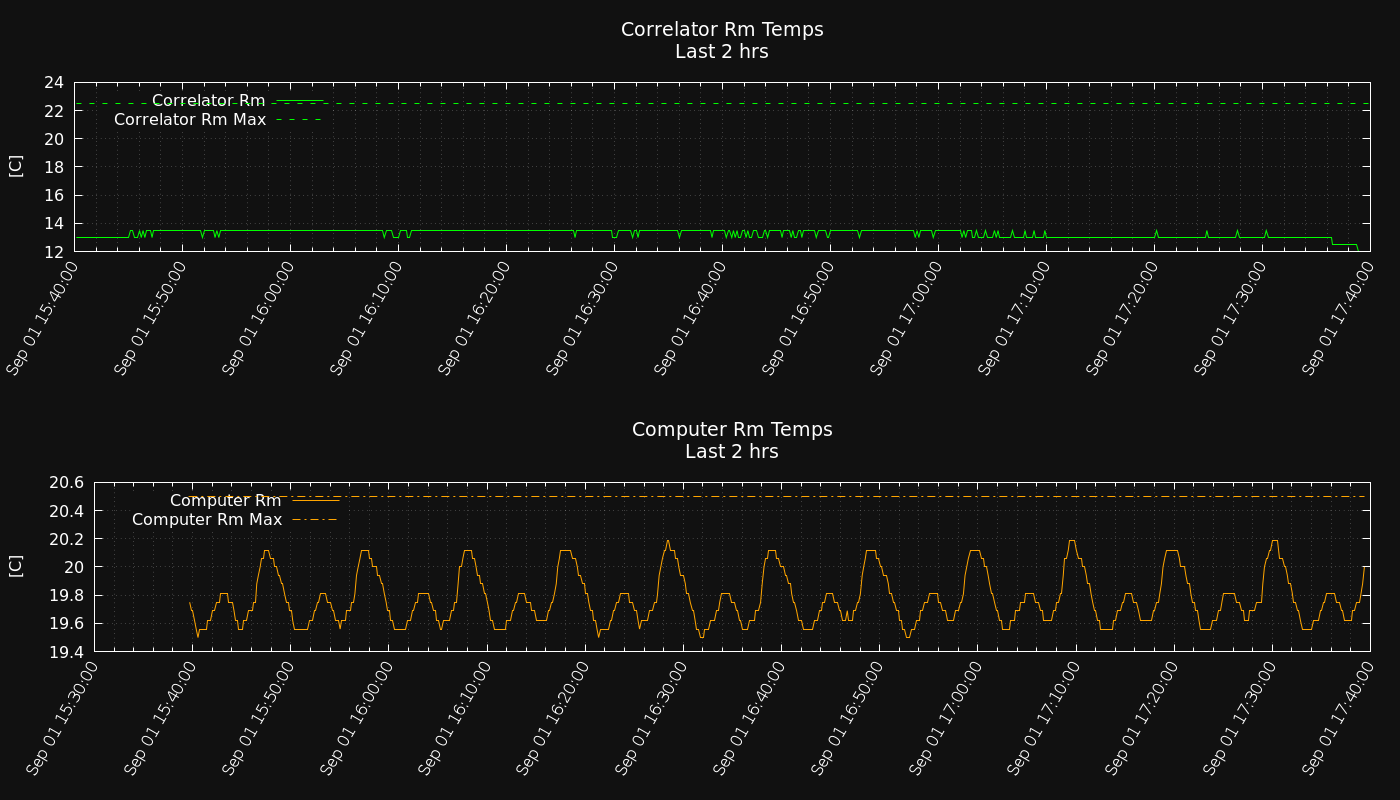 Correlator Rm Temps
Last 2 hrs
24
22
20
18
16
14
12
[C]
Correlator Rm
Correlator Rm Max
Sep 01 15:40:00
Sep 01 15:50:00
Sep 01 16:00:00
Sep 01 16:10:00
Sep 01 16:20:00
Sep 01 16:30:00
Sep 01 16:40:00
Sep 01 16:50:00
Sep 01 17:00:00
Sep 01 17:10:00
Sep 01 17:20:00
Sep 01 17:30:00
Sep 01 17:40:00
Computer Rm Temps
Last 2 hrs
20.6
20.4
20.2
20
19.8
19.6
19.4
[C]
Computer Rm
Computer Rm Max
Sep 01 15:30:00
Sep 01 15:40:00
Sep 01 15:50:00
Sep 01 16:00:00
Sep 01 16:10:00
Sep 01 16:20:00
Sep 01 16:30:00
Sep 01 16:40:00
Sep 01 16:50:00
Sep 01 17:00:00
Sep 01 17:10:00
Sep 01 17:20:00
Sep 01 17:30:00
Sep 01 17:40:00